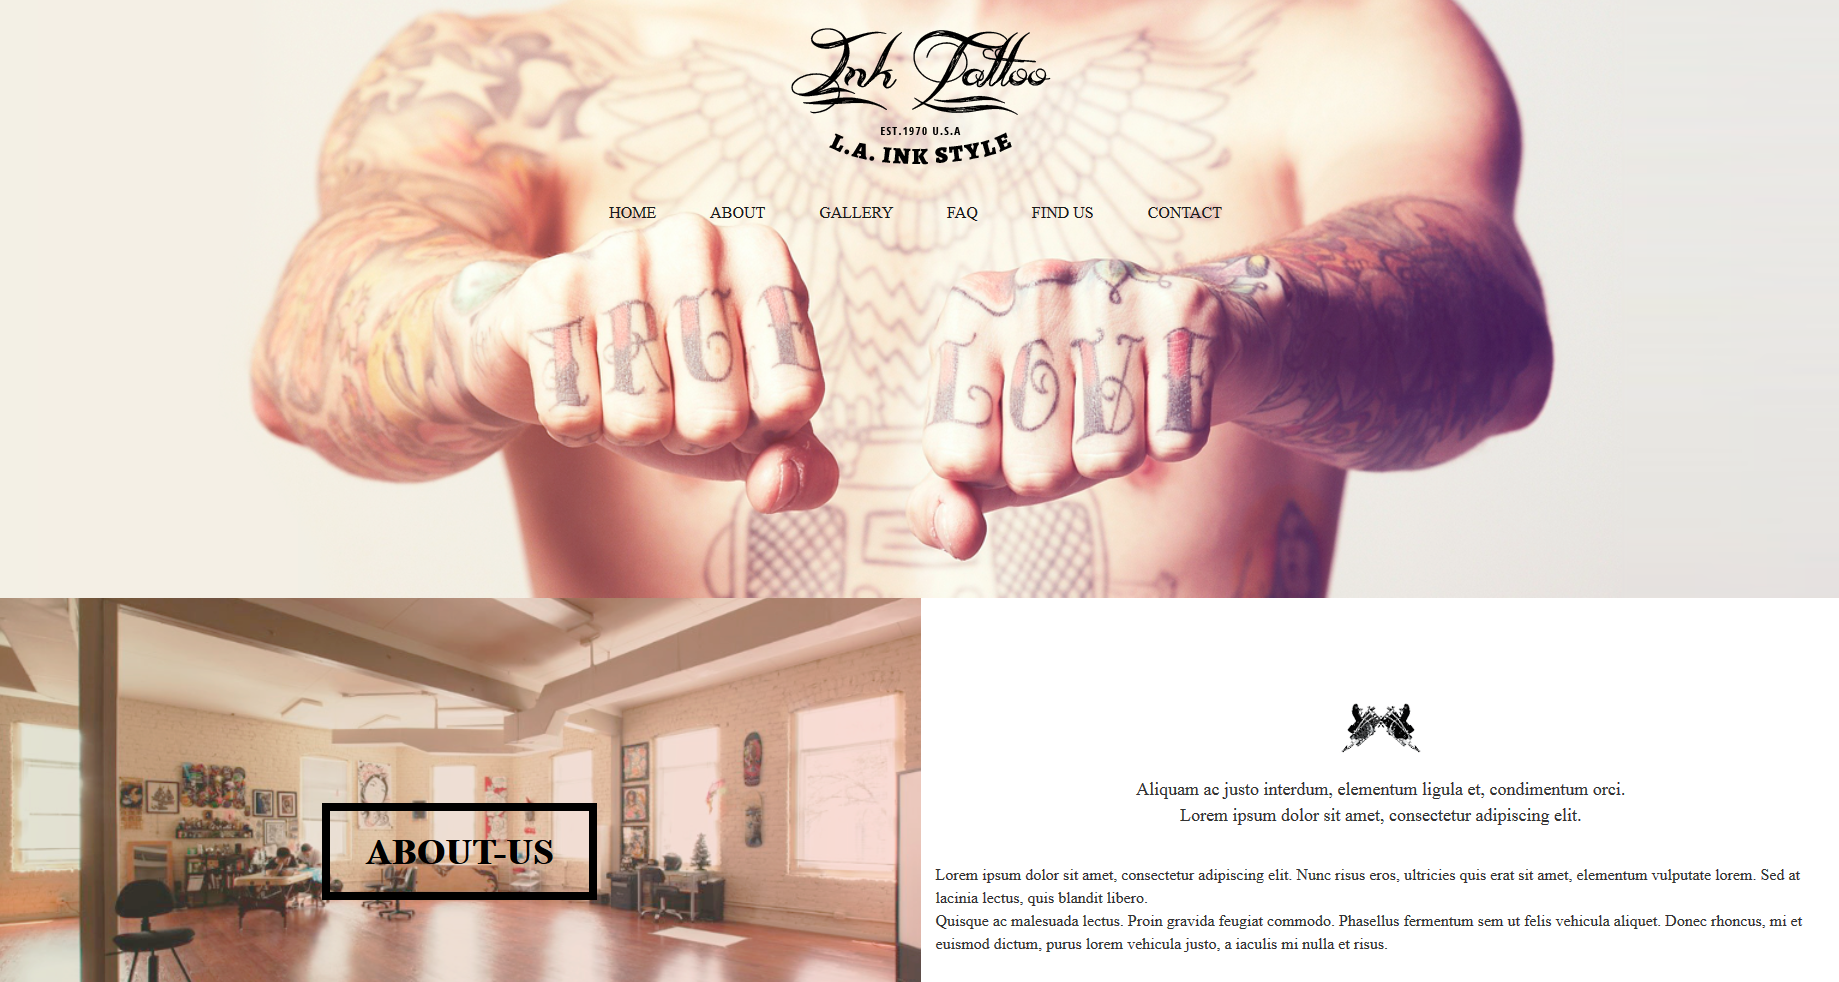 Ink Tattoo
EST.1970 U.S.A
L.A. INK STYLE
HOME ABOUT GALLERY FAQ FIND US CONTACT
TRUE LOVE
ABOUT-US
Aliquam ac justo interdum, elementum ligula et, condimentum orci.
Lorem ipsum dolor sit amet, consectetur adipiscing elit.
Lorem ipsum dolor sit amet, consectetur adipiscing elit. Nunc risus eros, ultricies quis erat sit amet, elementum vulputate lorem. Sed at
lacinia lectus, quis blandit libero.
Quisque ac malesuada lectus. Proin gravida feugiat commodo. Phasellus fermentum sem ut felis vehicula aliquet. Donec rhoncus, mi et
euismod dictum, purus lorem vehicula justo, a iaculis mi nulla et risus.